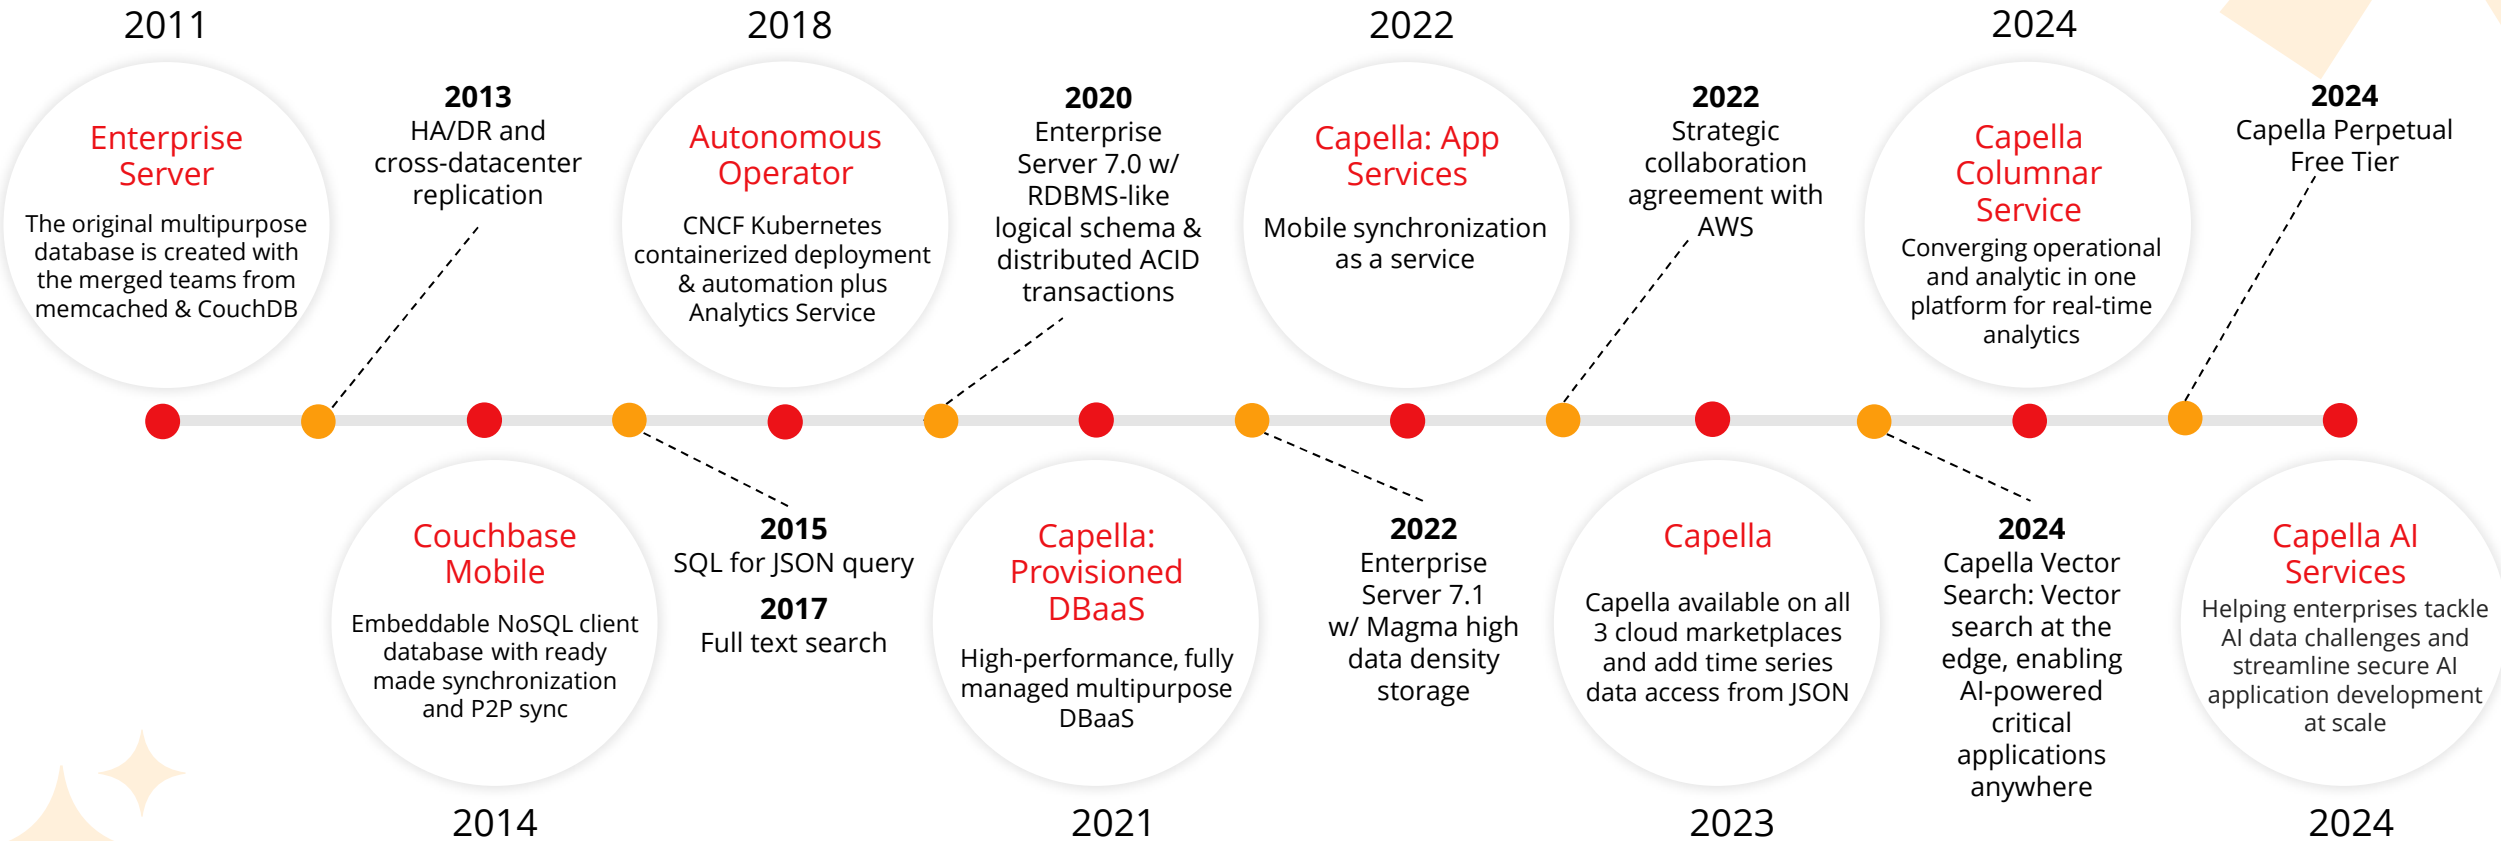 2011
Enterprise
Server
The original multipurpose
database is created with
the merged teams from
memcached & CouchDB
2013
HA/DR and
cross-datacenter
replication
2014
Couchbase
Mobile
Embeddable NoSQL client
database with ready
made synchronization
and P2P sync
2015
SQL for JSON query
2017
Full text search
2018
Autonomous
Operator
CNCF Kubernetes
containerized deployment
& automation plus
Analytics Service
2020
Enterprise
Server 7.0 w/
RDBMS-like
logical schema &
distributed ACID
transactions
Capella:
Provisioned
DBaaS
High-performance, fully
managed multipurpose
DBaaS
2021
2022
Enterprise
Server 7.1
w/ Magma high
data density
storage
2022
Capella: App
Services
Mobile synchronization
as a service
2022
Strategic
collaboration
agreement with
AWS
Capella
Capella available on all
3 cloud marketplaces
and add time series
data access from JSON
2023
2024
Capella Vector
Search: Vector
search at the
edge, enabling
AI-powered
critical
applications
anywhere
2024
Capella
Columnar
Service
Converging operational
and analytic in one
platform for real-time
analytics
2024
Capella Perpetual
Free Tier
Capella AI
Services
Helping enterprises tackle
AI data challenges and
streamline secure AI
application development
at scale
2024